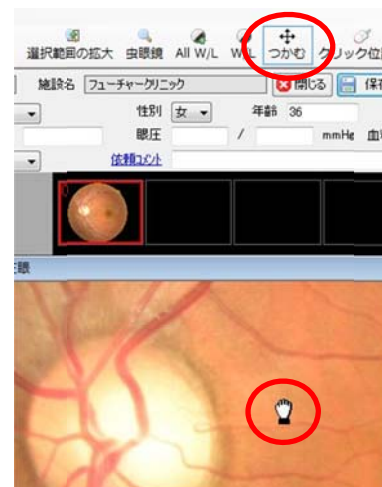 選択範囲の拡大 虫眼鏡 All W/L W/L つかむ クリック位
施設名 フューチャークリニック 閉じる 保
性別 女 年齢 36
眼圧 / mmHg 血
依頼コメント
眼